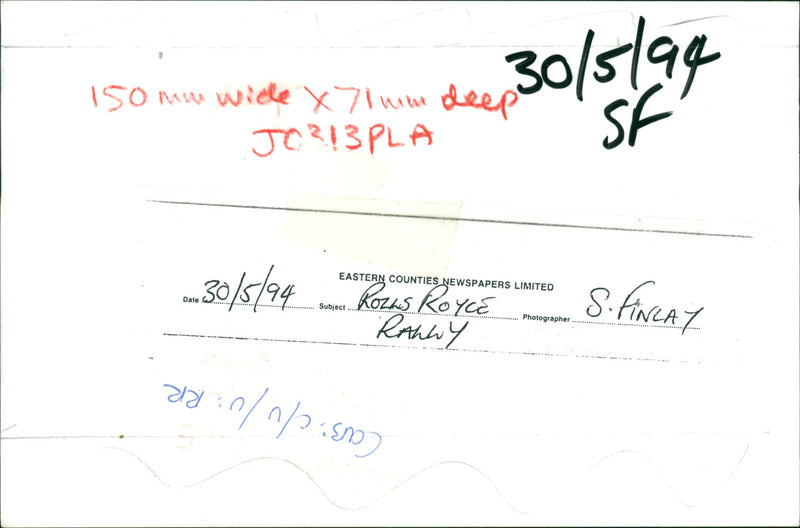 30/5/94
SF
150 mm wide X 71 mm deep
JO313PLA
EASTERN COUNTIES NEWSPAPERS LIMITED
Date 30/5/94 Subject ROLLS ROYCE Photographer S. FINLAY
RALLY